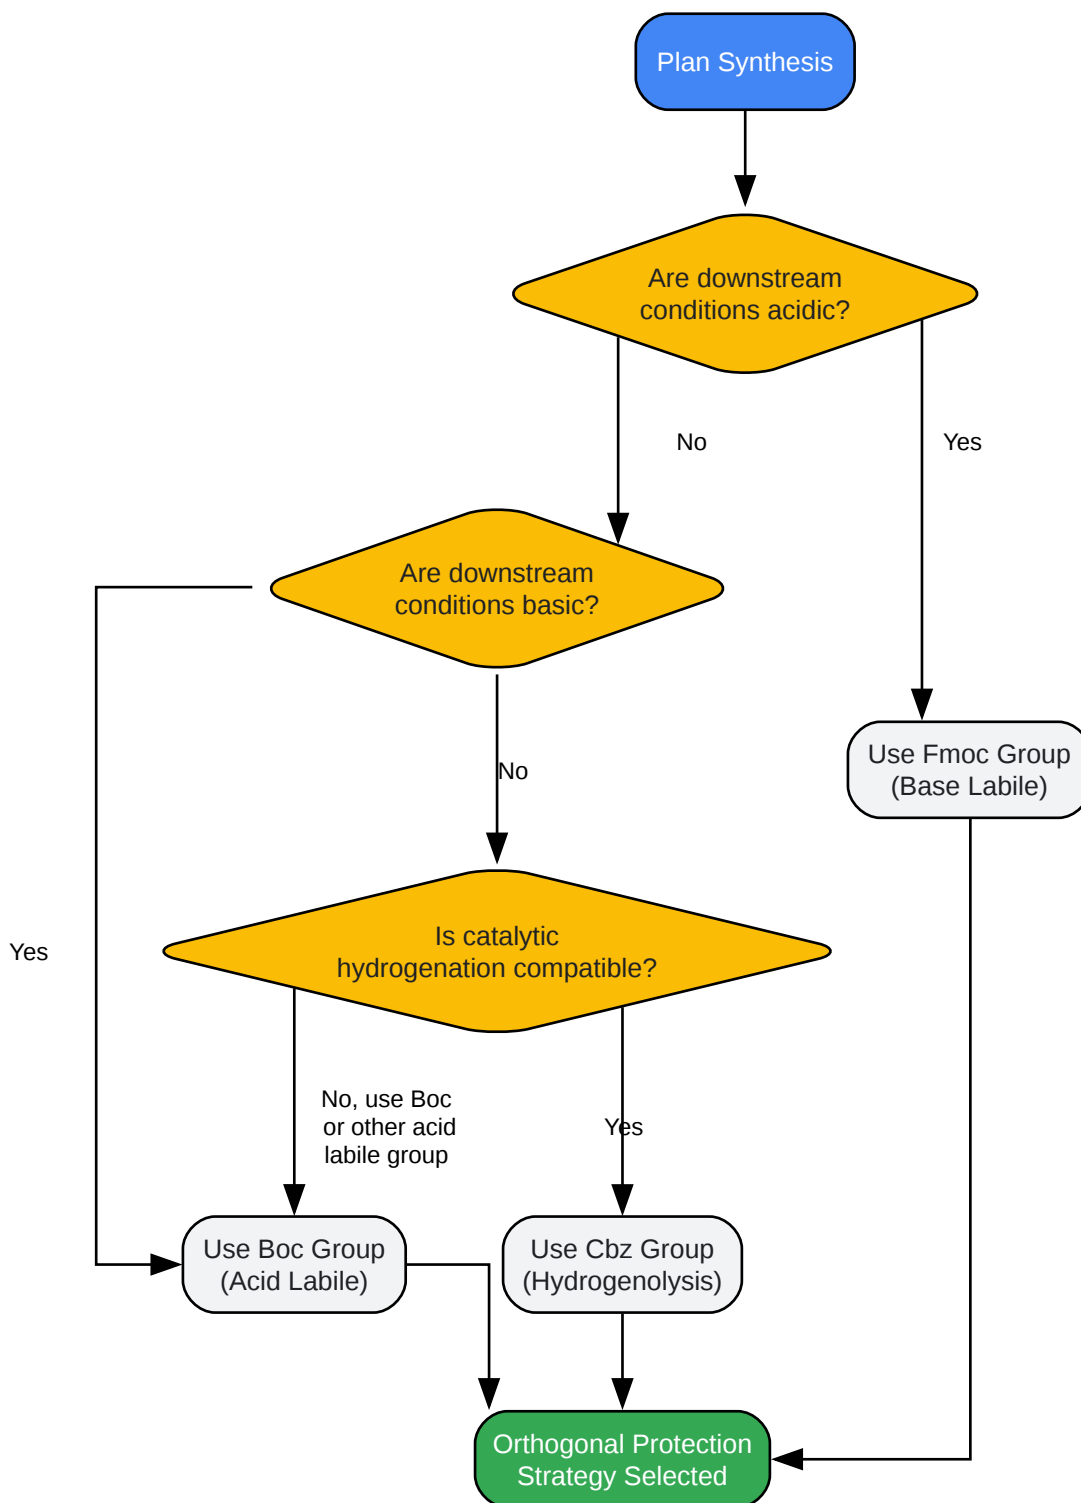 Plan Synthesis
Are downstream
conditions acidic?
No
Yes
Are downstream
conditions basic?
Use Fmoc Group
(Base Labile)
No
Is catalytic
hydrogenation compatible?
Yes
No, use Boc
or other acid
labile group
Yes
Use Boc Group
(Acid Labile)
Use Cbz Group
(Hydrogenolysis)
Orthogonal Protection
Strategy Selected